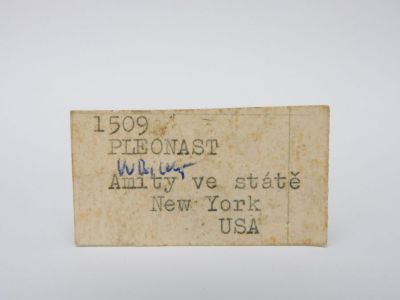 1509
PLEONAST
Amity ve státě
New York
USA